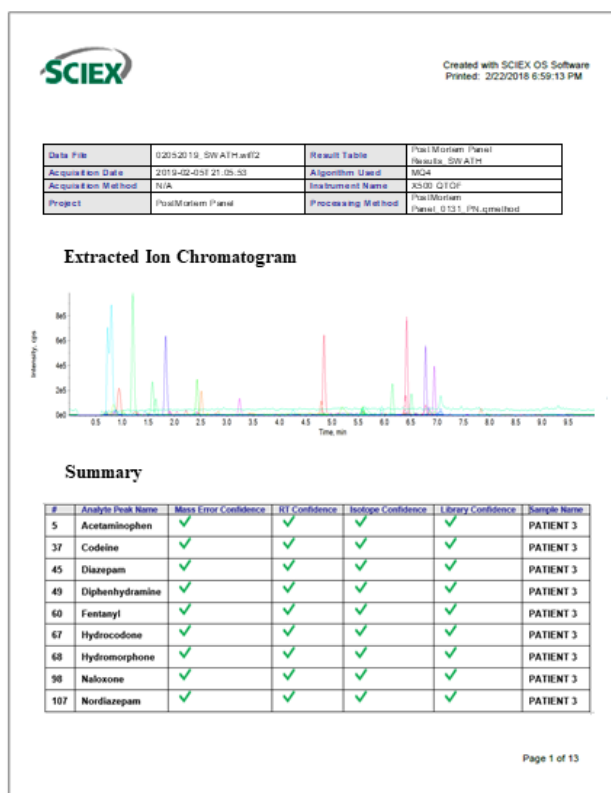 SCIEX
Created with SCIEX OS Software
Printed: 2/22/2018 6:59:13 PM
Data File 02052019_SWATH.wiff2 Result Table Post Mortem Panel Results_SWATH
Acquisition Date 2019-02-05T21:05:53 Algorithm Used MQ4
Acquisition Method N/A Instrument Name X500 QTOF
Project PostMortem Panel Processing Method PostMortem Panel_0131_PN.qmethod
Extracted Ion Chromatogram
Intensity, cps
8e5
6e5
4e5
2e5
0e0
0.5 1.0 1.5 2.0 2.5 3.0 3.5 4.0 4.5 5.0 5.5 6.0 6.5 7.0 7.5 8.0 8.5 9.0 9.5
Time, min
Summary
# Analyte Peak Name Mass Error Confidence RT Confidence Isotope Confidence Library Confidence Sample Name
5 Acetaminophen ✓ ✓ ✓ ✓ PATIENT 3
37 Codeine ✓ ✓ ✓ ✓ PATIENT 3
45 Diazepam ✓ ✓ ✓ ✓ PATIENT 3
49 Diphenhydramine ✓ ✓ ✓ ✓ PATIENT 3
60 Fentanyl ✓ ✓ ✓ ✓ PATIENT 3
67 Hydrocodone ✓ ✓ ✓ ✓ PATIENT 3
68 Hydromorphone ✓ ✓ ✓ ✓ PATIENT 3
98 Naloxone ✓ ✓ ✓ ✓ PATIENT 3
107 Nordiazepam ✓ ✓ ✓ ✓ PATIENT 3
Page 1 of 13